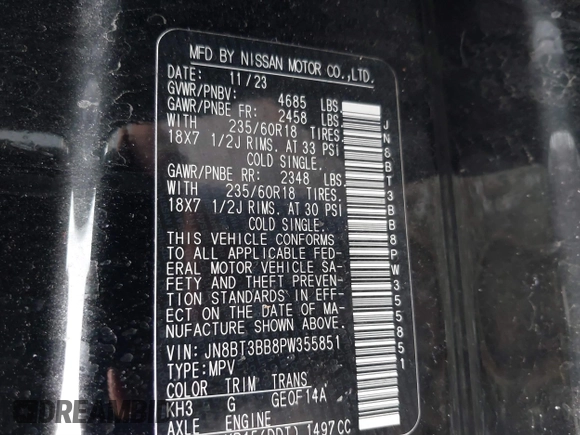 MFD BY NISSAN MOTOR CO.,LTD.
DATE: 11/23
GVWR/PNBV: 4685 LBS.
GAWR/PNBE FR: 2458 LBS.
WITH 235/60R18 TIRES.
18X7 1/2J RIMS. AT 33 PSI
COLD SINGLE.
GAWR/PNBE RR: 2348 LBS.
WITH 235/60R18 TIRES.
18X7 1/2J RIMS. AT 30 PSI
COLD SINGLE.
THIS VEHICLE CONFORMS
TO ALL APPLICABLE FED-
ERAL MOTOR VEHICLE SA-
FETY AND THEFT PREVEN-
TION STANDARDS IN EFF-
ECT ON THE DATE OF MA-
NUFACTURE SHOWN ABOVE.
VIN: JN8BT3BB8PW355851
TYPE:MPV
COLOR TRIM TRANS
KH3 G GE0F14A
AXLE ENGINE
1497CC
JN8BT3BB8PW355851